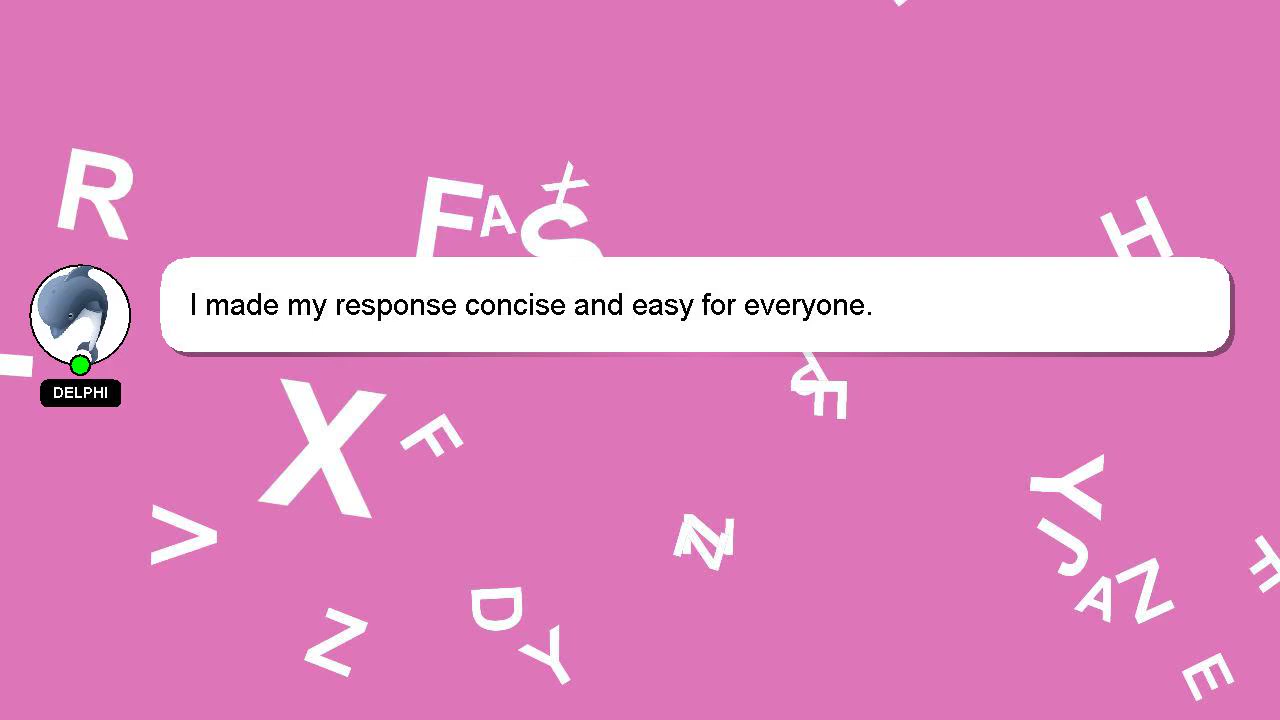 R
F
A
X
S
H
I made my response concise and easy for everyone.
DELPHI
R
F
X
F
Y
V
N
Z
J
A
Z
F
D
Y
Z
E